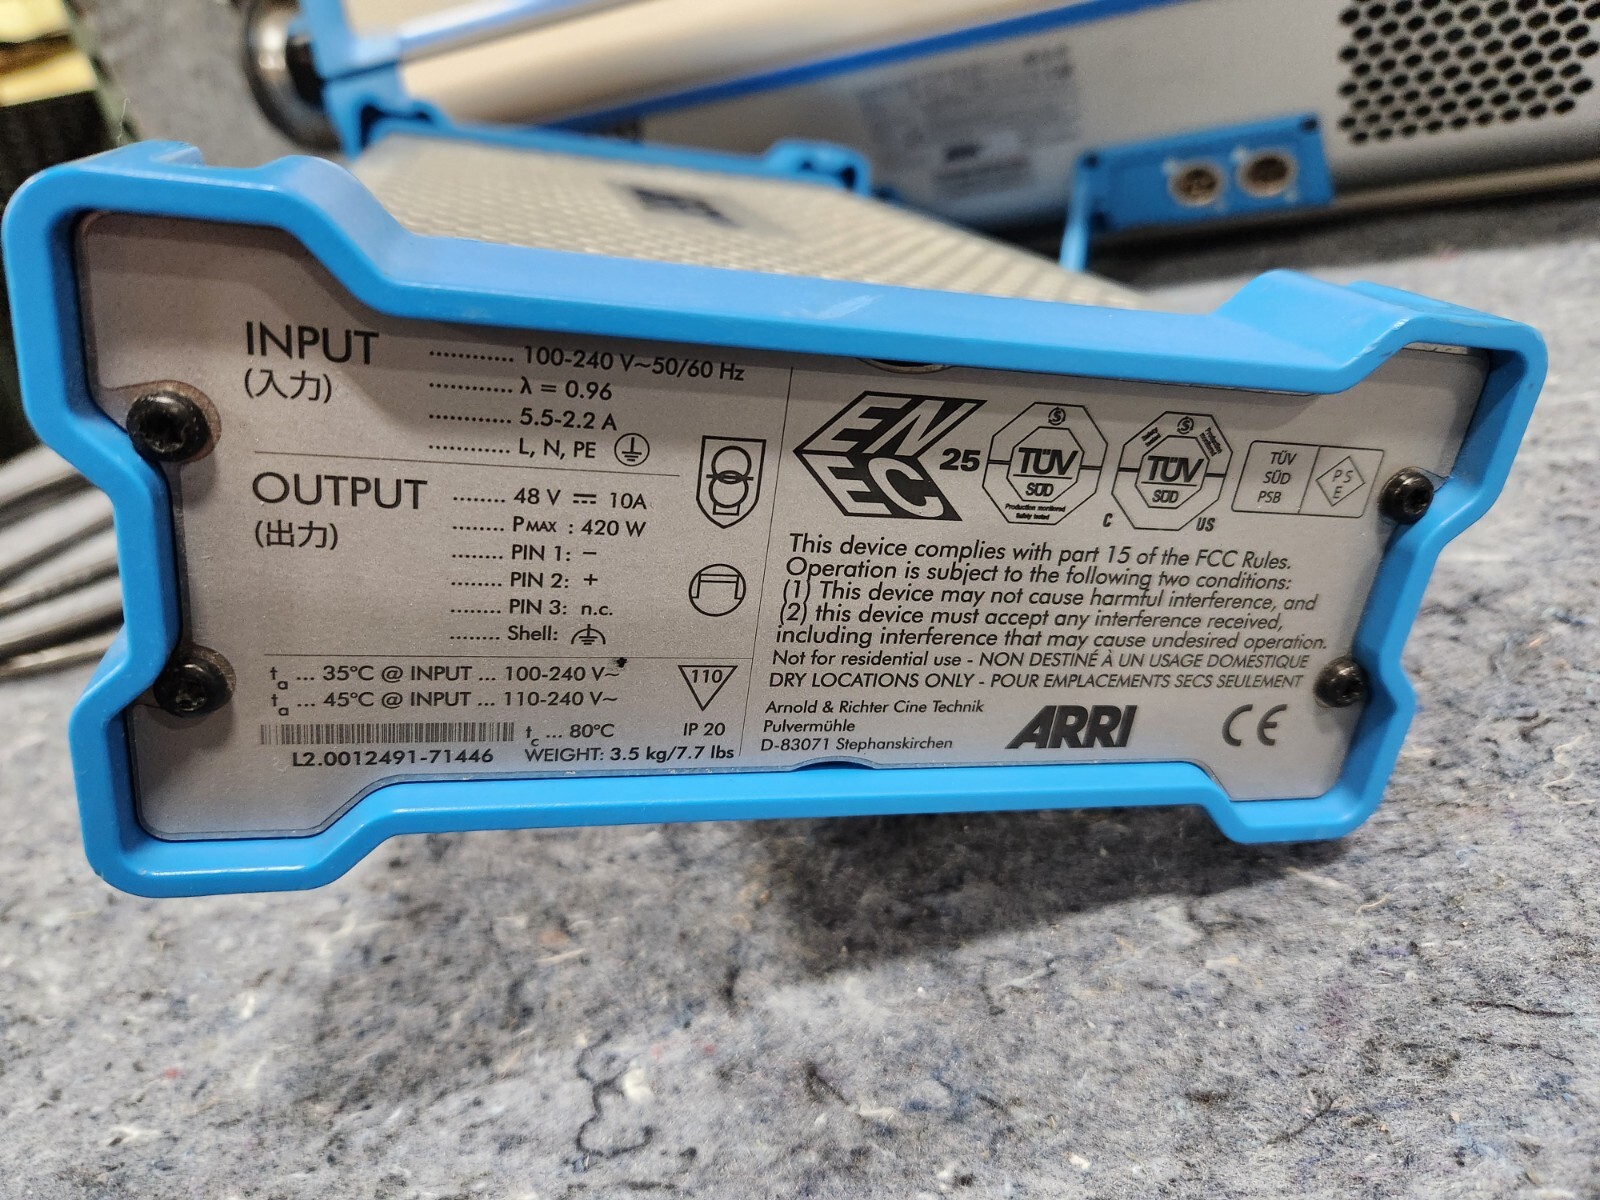 INPUT ............ 100-240 V~50/60 Hz
(入力) ............ λ = 0.96
............ 5.5-2.2 A
............ L, N, PE
OUTPUT ........ 48 V ⎓ 10A
(出力) ........ PMAX : 420 W
........ PIN 1: −
........ PIN 2: +
........ PIN 3: n.c.
........ Shell:
ta ... 35°C @ INPUT ... 100-240 V~
ta ... 45°C @ INPUT ... 110-240 V~
tc ... 80°C
L2.0012491-71446 WEIGHT: 3.5 kg/7.7 lbs
110
IP 20
ENEC 25
TÜV
SÜD
Production monitored
Safety tested
TÜV
SÜD
C US
TÜV
SÜD
PSB
PS
E
This device complies with part 15 of the FCC Rules.
Operation is subject to the following two conditions:
(1) This device may not cause harmful interference, and
(2) this device must accept any interference received,
including interference that may cause undesired operation.
Not for residential use - NON DESTINÉ À UN USAGE DOMESTIQUE
DRY LOCATIONS ONLY - POUR EMPLACEMENTS SECS SEULEMENT
Arnold & Richter Cine Technik
Pulvermühle
D-83071 Stephanskirchen
ARRI
CE